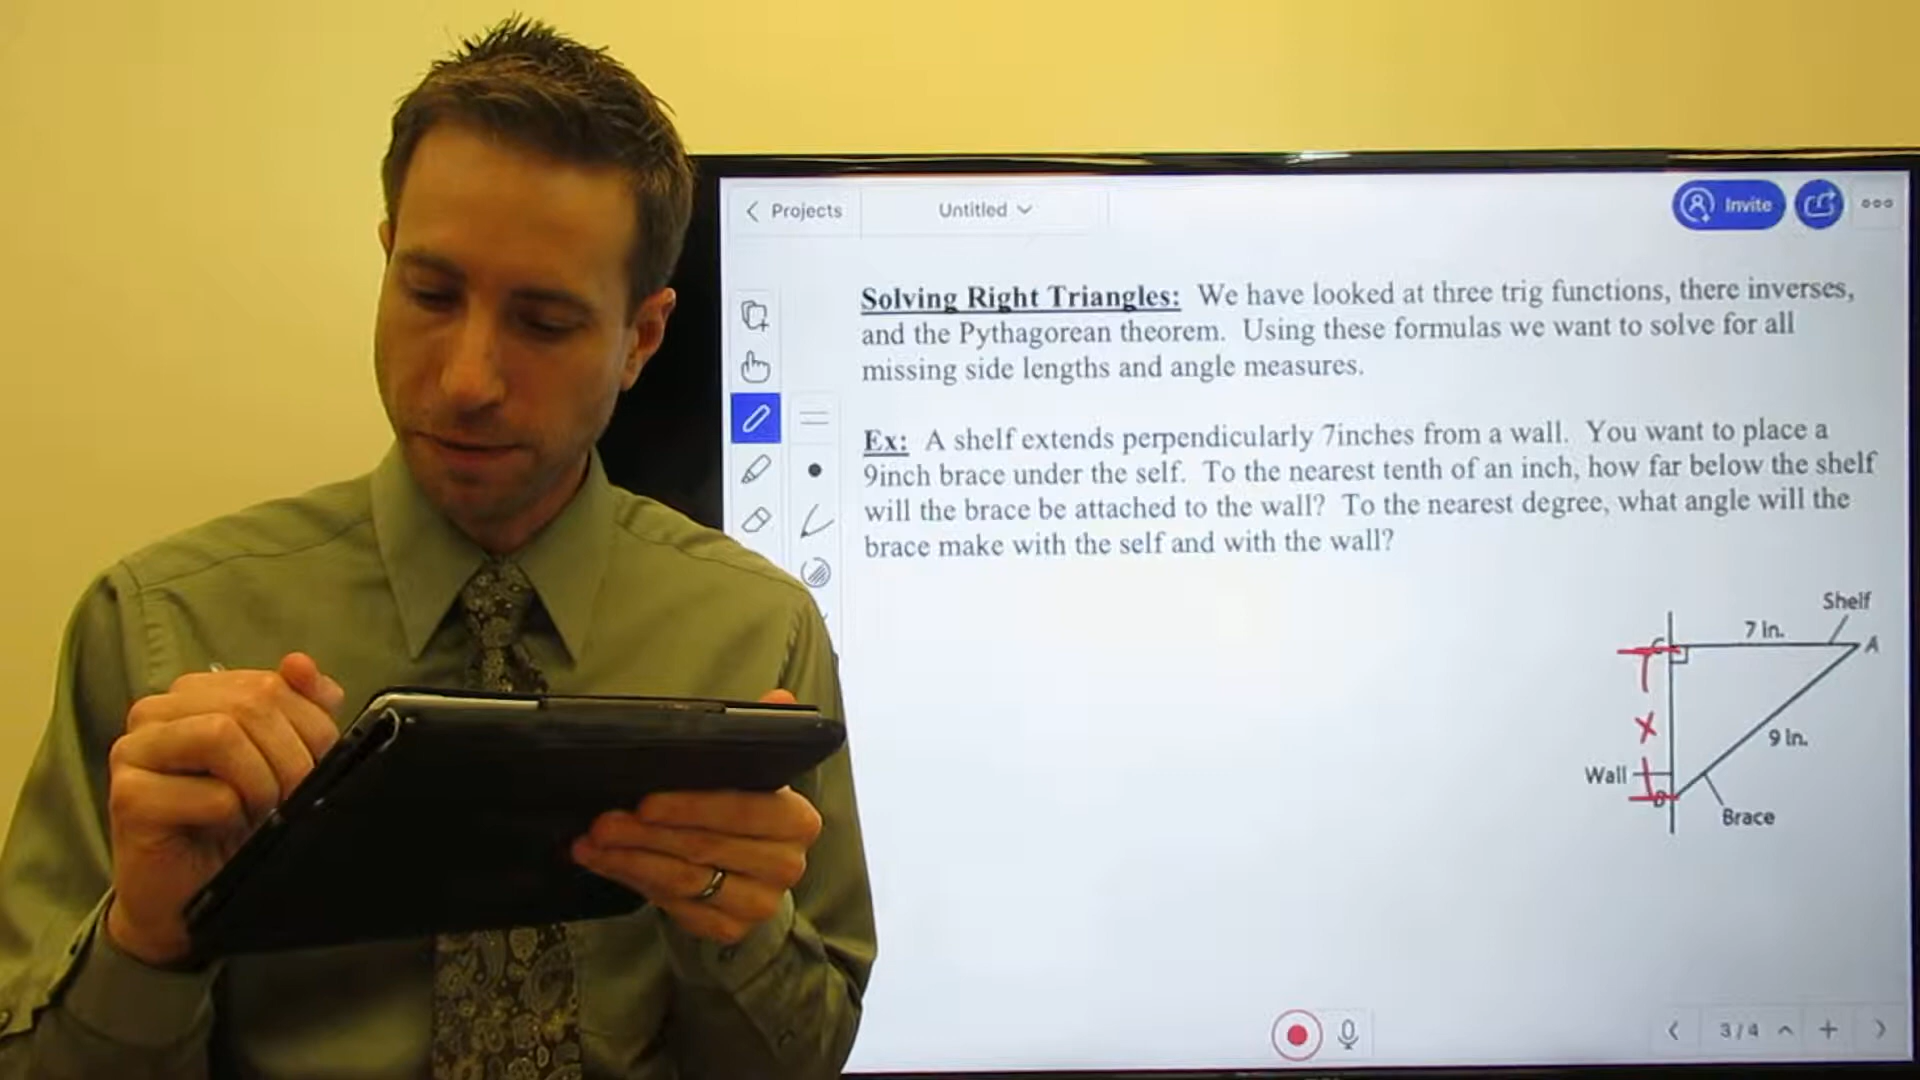 Projects
Untitled
Invite
Solving Right Triangles: We have looked at three trig functions, there inverses,
and the Pythagorean theorem. Using these formulas we want to solve for all
missing side lengths and angle measures.
Ex: A shelf extends perpendicularly 7inches from a wall. You want to place a
9inch brace under the self. To the nearest tenth of an inch, how far below the shelf
will the brace be attached to the wall? To the nearest degree, what angle will the
brace make with the self and with the wall?
Shelf
7 in.
C
A
x
9 in.
Wall
B
Brace
3/4